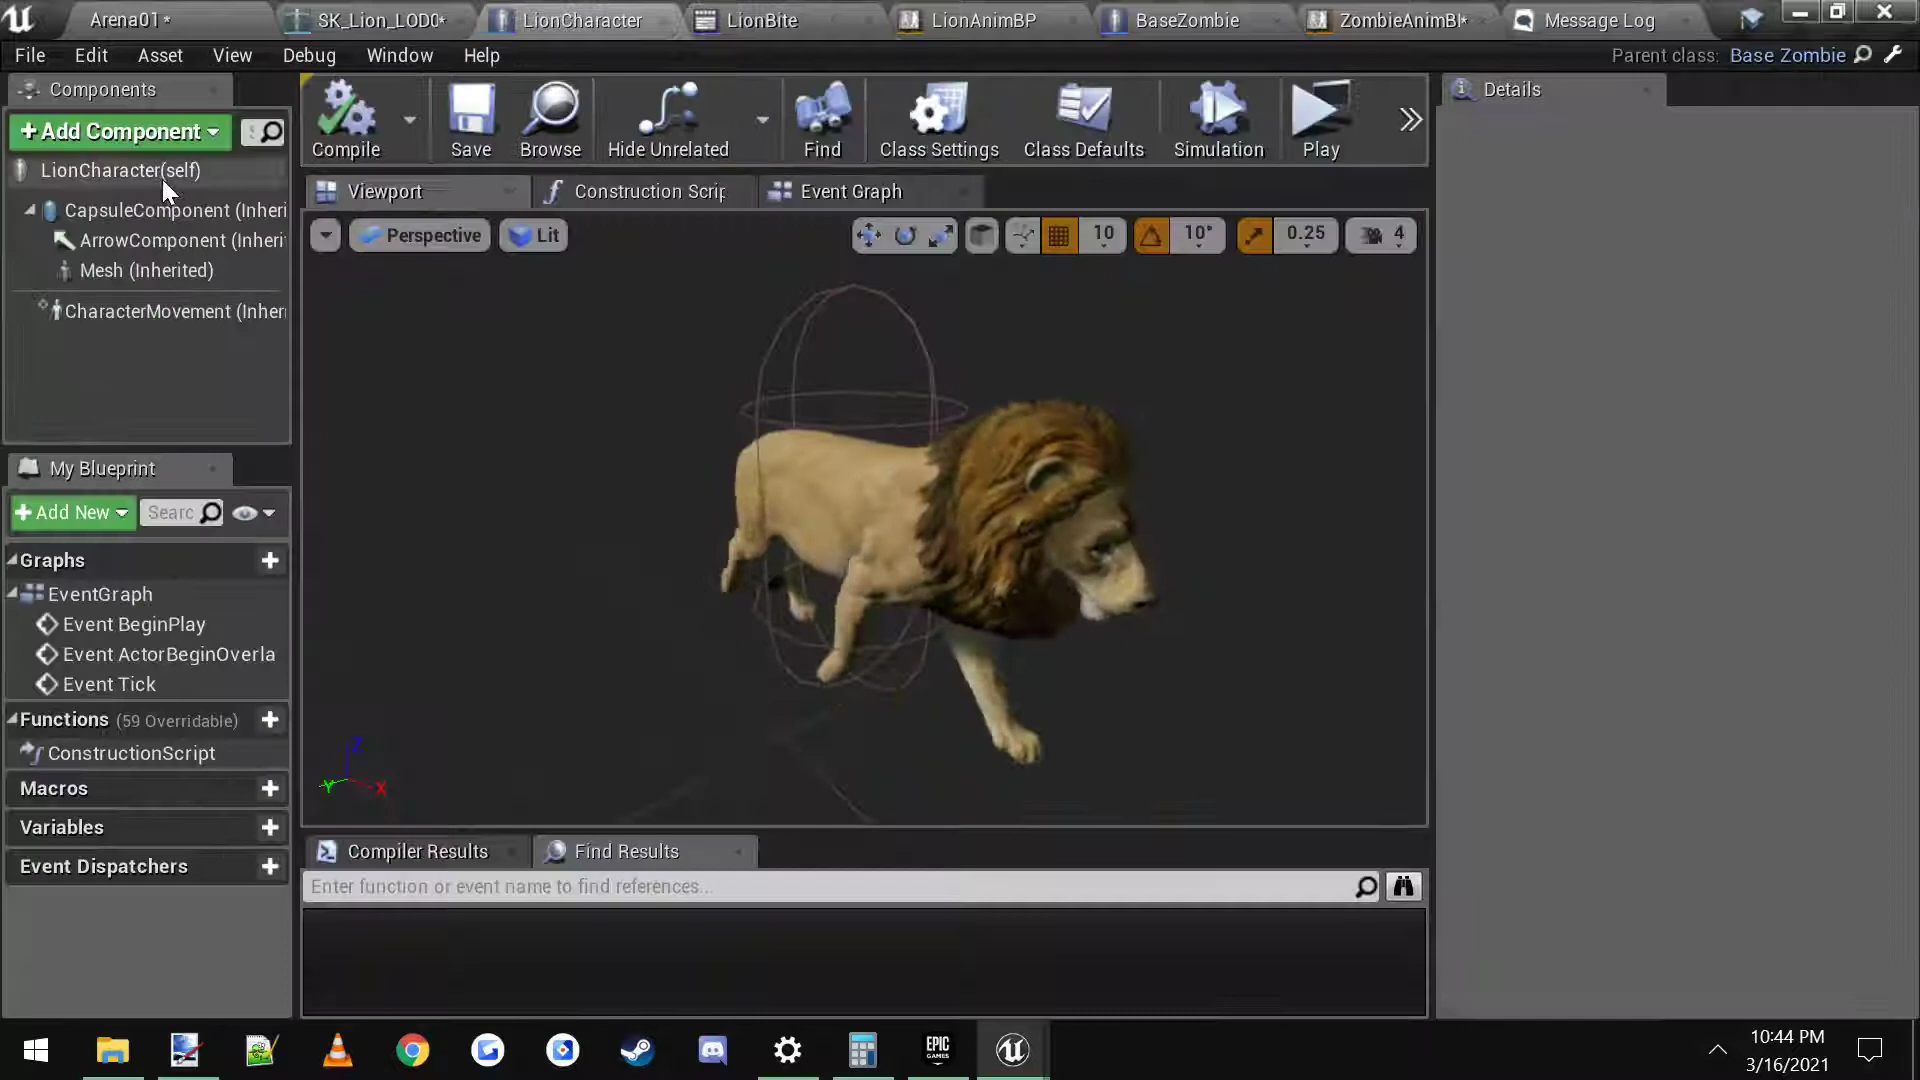 Arena01*
SK_Lion_LOD0*
LionCharacter
LionBite
LionAnimBP
BaseZombie
ZombieAnimBI*
Message Log
File Edit Asset View Debug Window Help
Parent class: Base Zombie
Components
+Add Component
LionCharacter(self)
CapsuleComponent (Inheri
ArrowComponent (Inheri
Mesh (Inherited)
CharacterMovement (Inher
Compile
Save
Browse
Hide Unrelated
Find
Class Settings
Class Defaults
Simulation
Play
Details
Viewport
Construction Scrip
Event Graph
Perspective
Lit
10
10°
0.25
4
Z
Y
X
My Blueprint
+Add New
Searc
Graphs
EventGraph
Event BeginPlay
Event ActorBeginOverla
Event Tick
Functions (59 Overridable)
ConstructionScript
Macros
Variables
Event Dispatchers
Compiler Results
Find Results
Enter function or event name to find references...
EPIC
GAMES
10:44 PM
3/16/2021